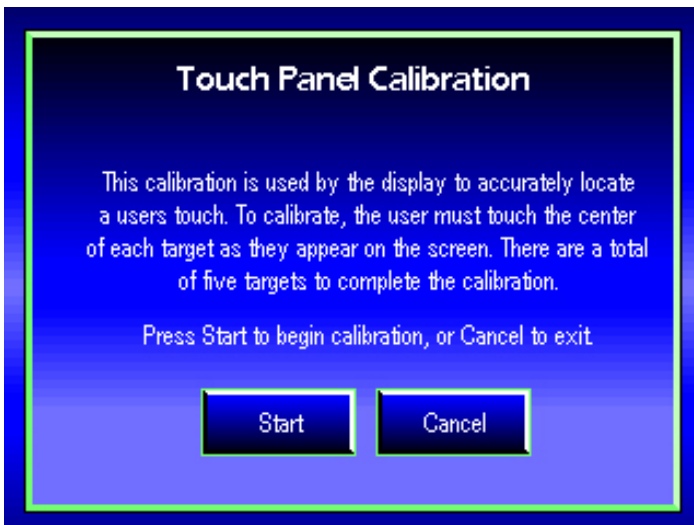 Touch Panel Calibration
This calibration is used by the display to accurately locate
a users touch. To calibrate, the user must touch the center
of each target as they appear on the screen. There are a total
of five targets to complete the calibration.
Press Start to begin calibration, or Cancel to exit.
Start
Cancel